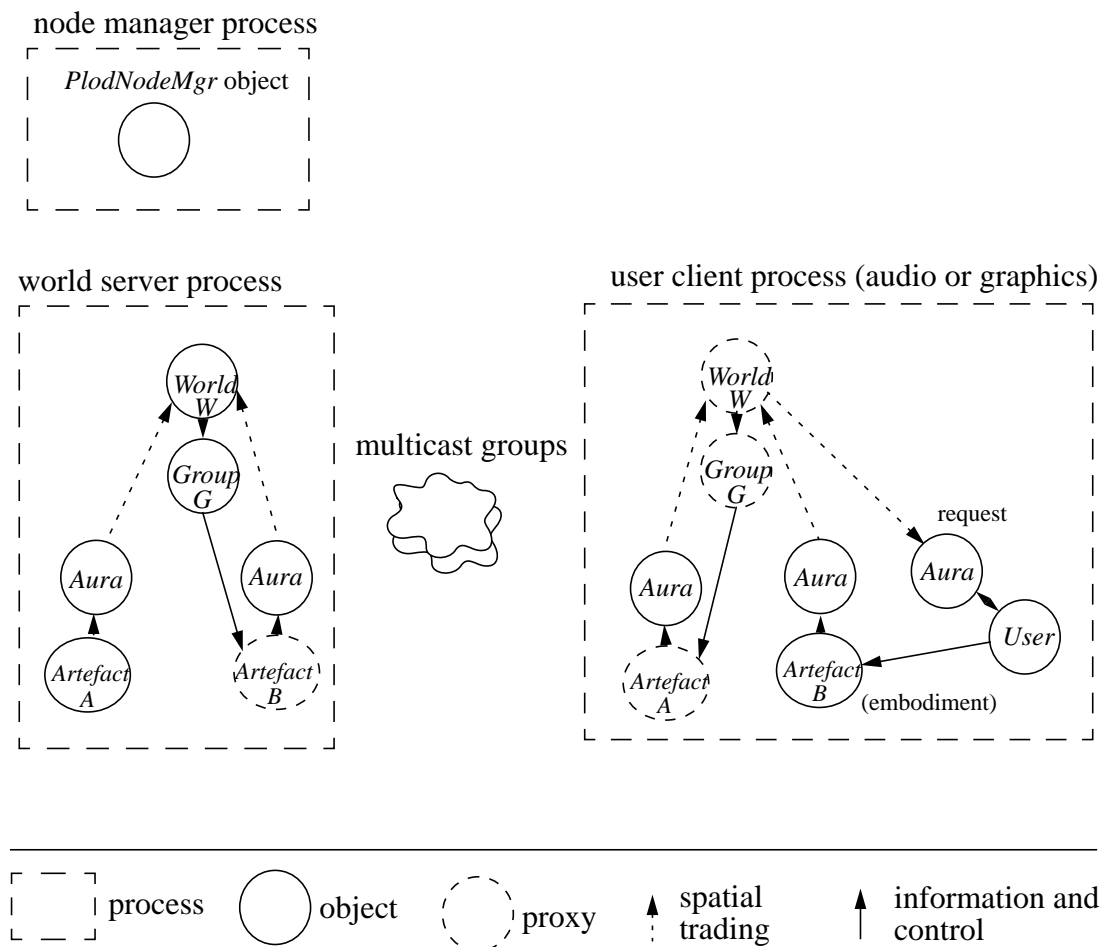 node manager process
PlodNodeMgr object
world server process
World
W
Group
G
Aura
Aura
Artefact
A
Artefact
B
multicast groups
user client process (audio or graphics)
World
W
Group
G
request
Aura
Aura
Aura
User
Artefact
A
Artefact
B
(embodiment)
process
object
proxy
spatial
trading
information and
control